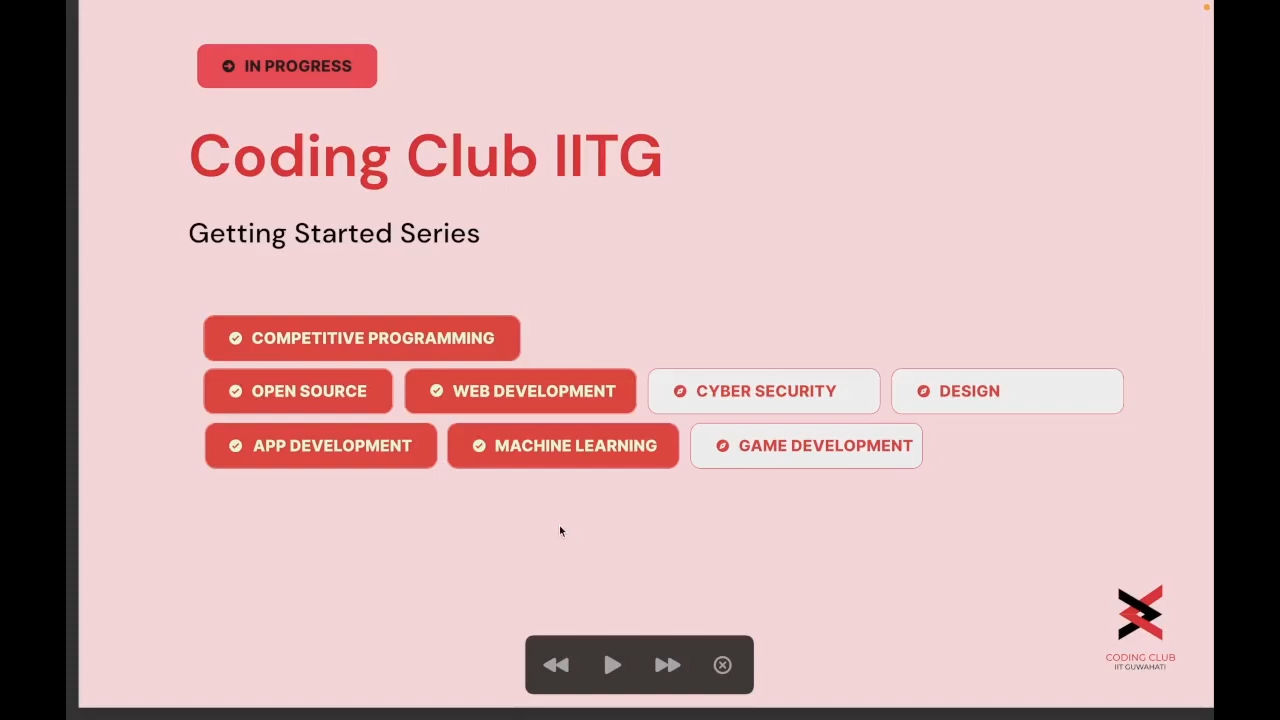 IN PROGRESS
Coding Club IITG
Getting Started Series
COMPETITIVE PROGRAMMING
OPEN SOURCE
WEB DEVELOPMENT
CYBER SECURITY
DESIGN
APP DEVELOPMENT
MACHINE LEARNING
GAME DEVELOPMENT
CODING CLUB
IIT GUWAHATI